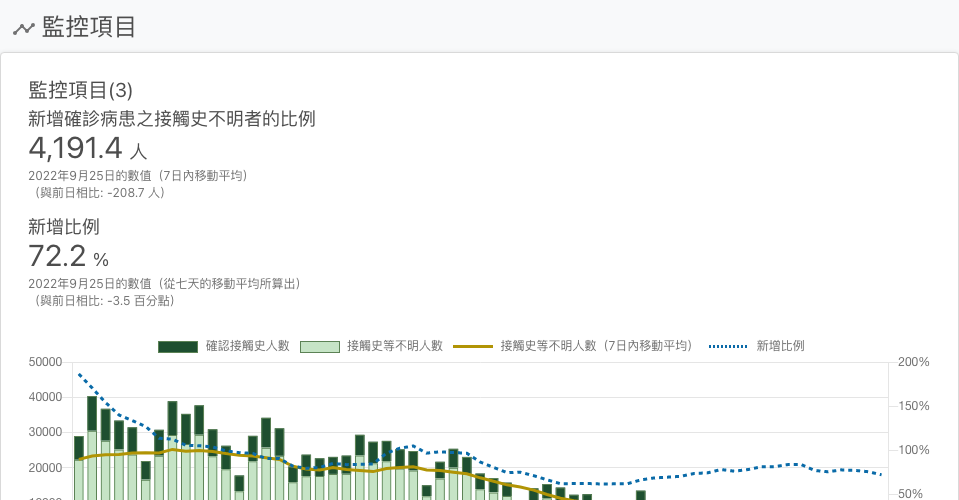 監控項目
監控項目(3)
新增確診病患之接觸史不明者的比例
4,191.4 人
2022年9月25日的數值（7日內移動平均）
（與前日相比: -208.7 人）
新增比例
72.2 %
2022年9月25日的數值（從七天的移動平均所算出）
（與前日相比: -3.5 百分點）
確認接觸史人數 接觸史等不明人數 接觸史等不明人數（7日內移動平均） 新增比例
50000 200%
40000
150%
30000
100%
20000
50%